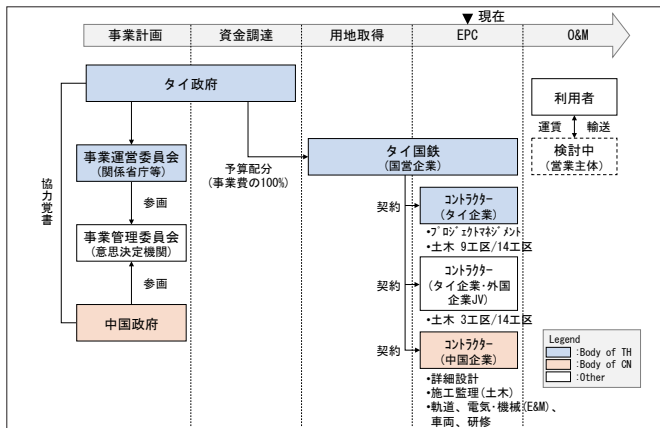 ▼ 現在
事業計画
資金調達
用地取得
EPC
O&M
タイ政府
利用者
運賃
輸送
検討中
(営業主体)
事業運営委員会
(関係省庁等)
予算配分
(事業費の100%)
タイ国鉄
(国営企業)
協力覚書
参画
事業管理委員会
(意思決定機関)
参画
中国政府
契約
コントラクター
(タイ企業)
•プロジェクトマネジメント
•土木 9工区/14工区
契約
コントラクター
(タイ企業・外国
企業JV)
•土木 3工区/14工区
契約
コントラクター
(中国企業)
•詳細設計
•施工監理(土木)
•軌道、電気・機械(E&M)、
車両、研修
Legend
:Body of TH
:Body of CN
:Other